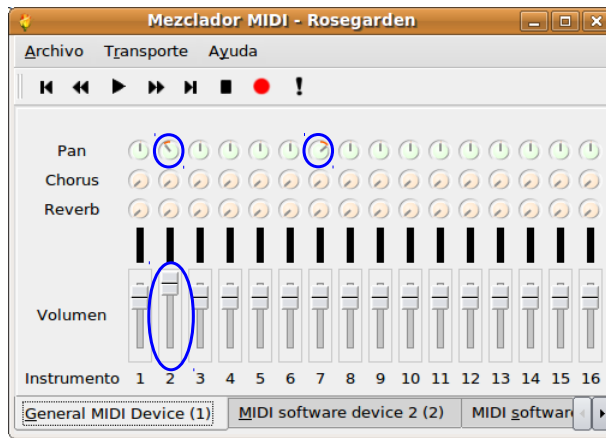 Mezclador MIDI - Rosegarden
Archivo Transporte Ayuda
Pan
Chorus
Reverb
Volumen
Instrumento 1 2 3 4 5 6 7 8 9 10 11 12 13 14 15 16
General MIDI Device (1) MIDI software device 2 (2) MIDI softwar